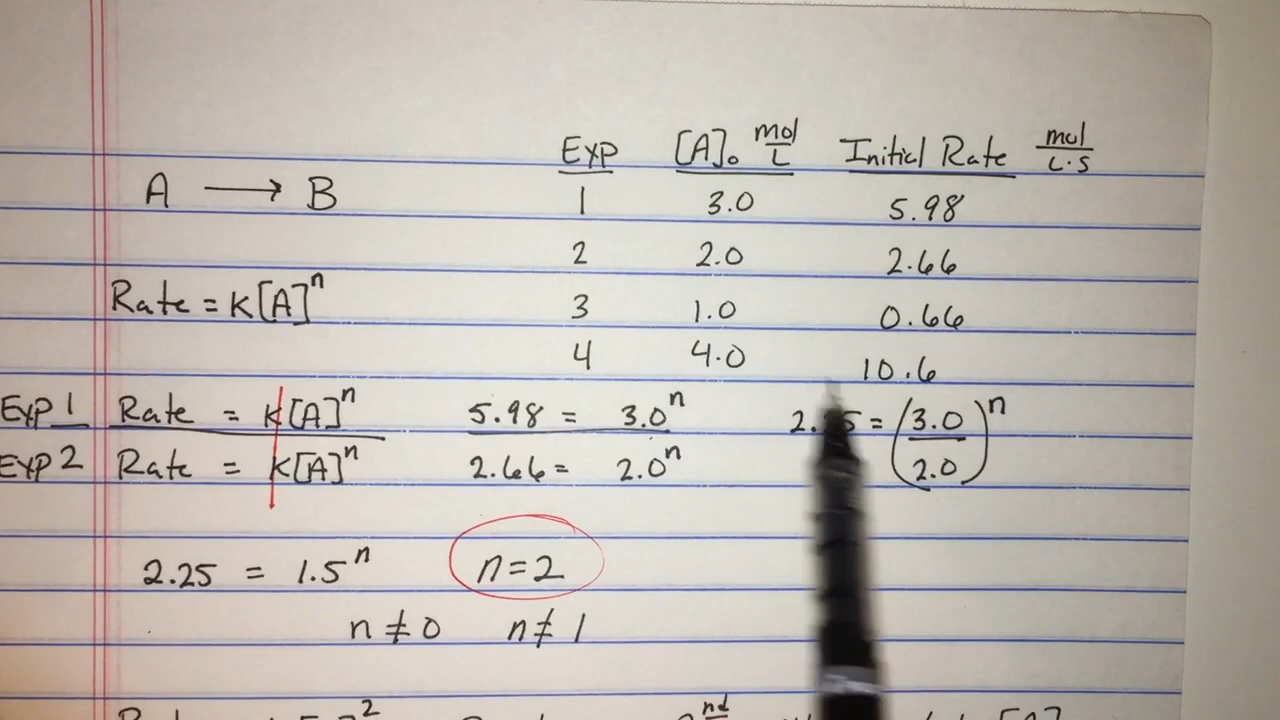 Exp [A]₀ mol/L Initial Rate mol/L·S
A → B
1 3.0 5.98
2 2.0 2.66
Rate = K[A]ⁿ
3 1.0 0.66
4 4.0 10.6
EXP 1 Rate = K[A]ⁿ 5.98 = 3.0ⁿ = (3.0/2.0)ⁿ
EXP 2 Rate = K[A]ⁿ 2.66 = 2.0ⁿ
2.25 = 1.5ⁿ n=2
n ≠ 0 n ≠ 1